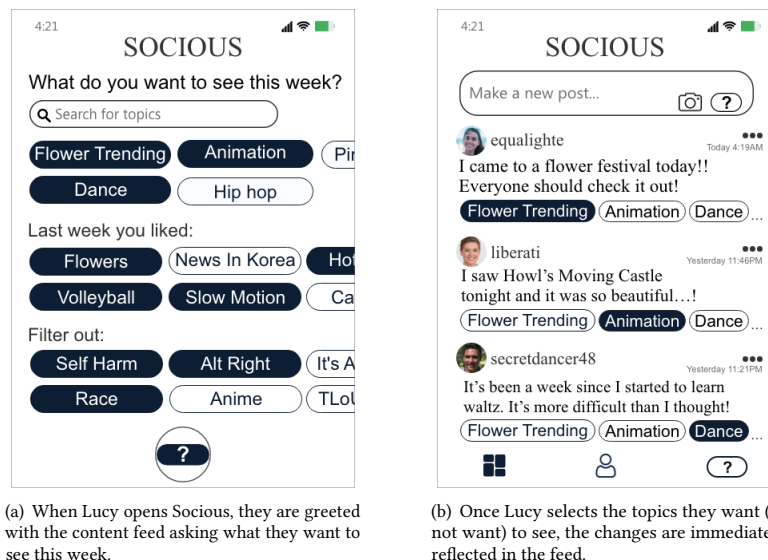 4:21
SOCIOUS
What do you want to see this week?
Search for topics
Flower Trending Animation
Dance Hip hop
Last week you liked:
Flowers News In Korea
Volleyball Slow Motion
Filter out:
Self Harm Alt Right It's
Race Anime
?
(a) When Lucy opens Socious, they are greeted
with the content feed asking what they want to
see this week.
4:21
SOCIOUS
Make a new post... ?
equalighte
Today 4:19AM
I came to a flower festival today!!
Everyone should check it out!
Flower Trending Animation Dance ...
liberati
Yesterday 11:46PM
I saw Howl's Moving Castle
tonight and it was so beautiful...!
Flower Trending Animation Dance ...
secretdancer48
Yesterday 11:21PM
It's been a week since I started to learn
waltz. It's more difficult than I thought!
Flower Trending Animation Dance ...
?
(b) Once Lucy selects the topics they want (
not want) to see, the changes are
reflected in the feed.